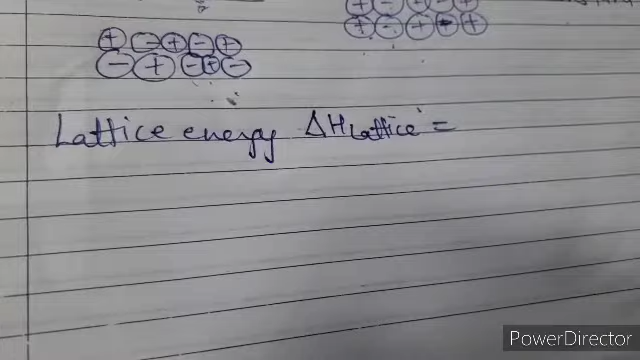 ⊕ ⊖ ⊕ ⊖ ⊕
⊖ ⊕ ⊖ ⊕ ⊖
Lattice energy ΔHLattice =
PowerDirector